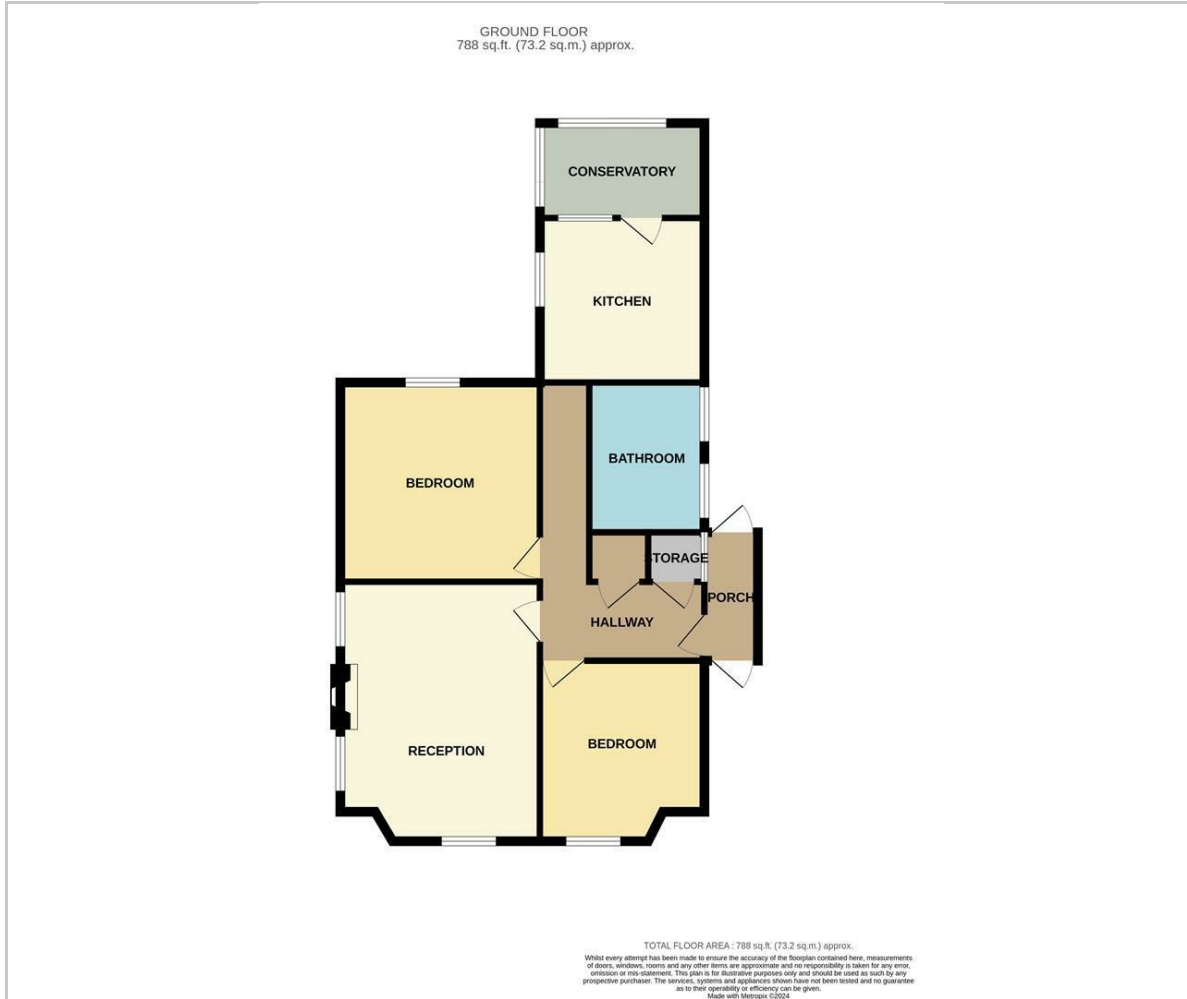 GROUND FLOOR
788 sq.ft. (73.2 sq.m.) approx.
CONSERVATORY
KITCHEN
BATHROOM
BEDROOM
STORAGE
PORCH
HALLWAY
BEDROOM
RECEPTION
TOTAL FLOOR AREA : 788 sq.ft. (73.2 sq.m.) approx.
Whilst every attempt has been made to ensure the accuracy of the floorplan contained here, measurements
of doors, windows, rooms and any other items are approximate and no responsibility is taken for any error,
omission or mis-statement. This plan is for illustrative purposes only and should be used as such by any
prospective purchaser. The services, systems and appliances shown have not been tested and no guarantee
as to their operability or efficiency can be given.
Made with Metropix ©2024